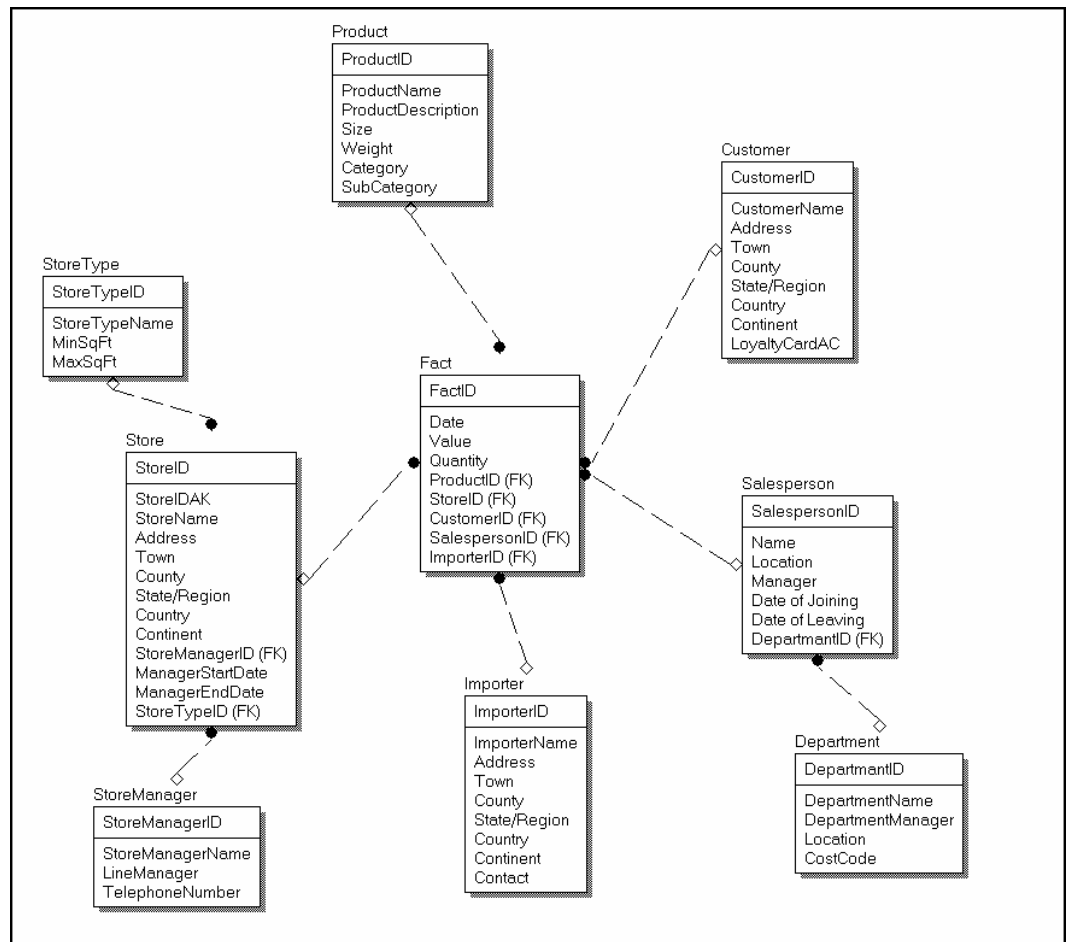 Product
ProductID
ProductName
ProductDescription
Size
Weight
Category
SubCategory
Customer
CustomerID
CustomerName
Address
Town
County
State/Region
Country
Continent
LoyaltyCardAC
StoreType
StoreTypeID
StoreTypeName
MinSqFt
MaxSqFt
Fact
FactID
Date
Value
Quantity
ProductID (FK)
StoreID (FK)
CustomerID (FK)
SalespersonID (FK)
ImporterID (FK)
Store
StoreID
StoreIDAK
StoreName
Address
Town
County
State/Region
Country
Continent
StoreManagerID (FK)
ManagerStartDate
ManagerEndDate
StoreTypeID (FK)
Salesperson
SalespersonID
Name
Location
Manager
Date of Joining
Date of Leaving
DepartmantID (FK)
Importer
ImporterID
ImporterName
Address
Town
County
State/Region
Country
Continent
Contact
Department
DepartmantID
DepartmentName
DepartmentManager
Location
CostCode
StoreManager
StoreManagerID
StoreManagerName
LineManager
TelephoneNumber